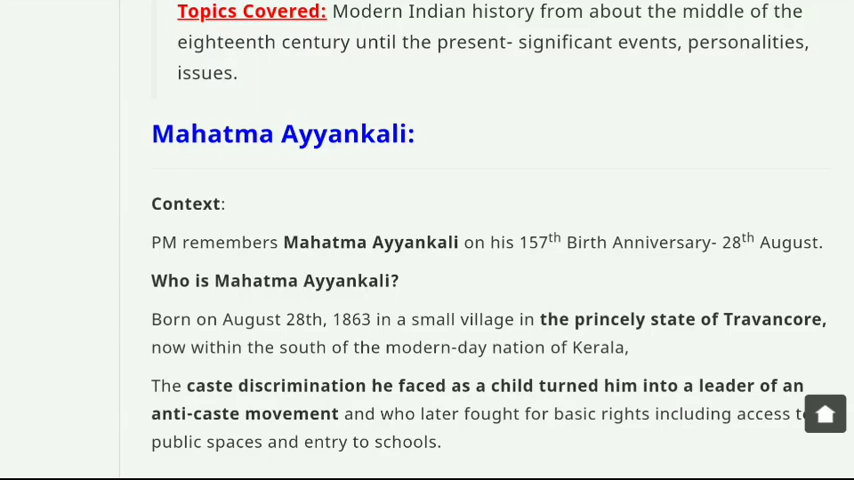 Topics Covered: Modern Indian history from about the middle of the
eighteenth century until the present- significant events, personalities,
issues.
Mahatma Ayyankali:
Context:
PM remembers Mahatma Ayyankali on his 157th Birth Anniversary- 28th August.
Who is Mahatma Ayyankali?
Born on August 28th, 1863 in a small village in the princely state of Travancore,
now within the south of the modern-day nation of Kerala,
The caste discrimination he faced as a child turned him into a leader of an
anti-caste movement and who later fought for basic rights including access to
public spaces and entry to schools.